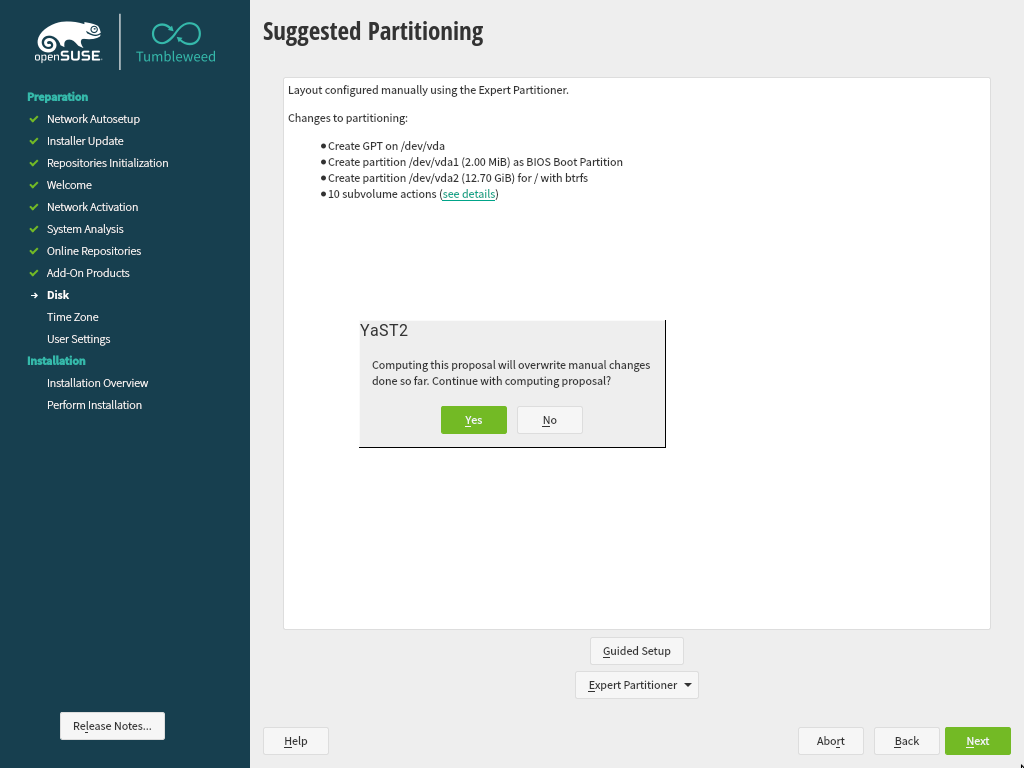 openSUSE
Tumbleweed
Preparation
Network Autosetup
Installer Update
Repositories Initialization
Welcome
Network Activation
System Analysis
Online Repositories
Add-On Products
Disk
Time Zone
User Settings
Installation
Installation Overview
Perform Installation
Release Notes...
Suggested Partitioning
Layout configured manually using the Expert Partitioner.
Changes to partitioning:
● Create GPT on /dev/vda
● Create partition /dev/vda1 (2.00 MiB) as BIOS Boot Partition
● Create partition /dev/vda2 (12.70 GiB) for / with btrfs
● 10 subvolume actions (see details)
YaST2
Computing this proposal will overwrite manual changes
done so far. Continue with computing proposal?
Yes No
Guided Setup
Expert Partitioner
Help Abort Back Next